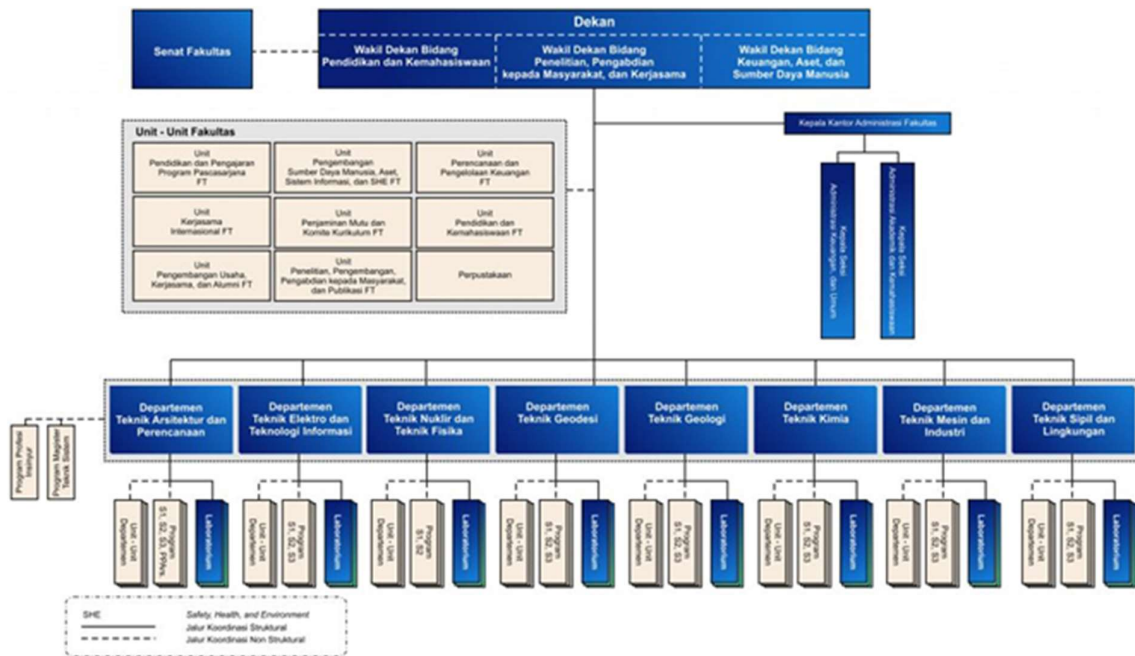 Senat Fakultas
Dekan
Wakil Dekan Bidang
Pendidikan dan Kemahasiswaan
Wakil Dekan Bidang
Penelitian, Pengabdian
kepada Masyarakat, dan Kerjasama
Wakil Dekan Bidang
Keuangan, Aset, dan
Sumber Daya Manusia
Unit - Unit Fakultas
Unit
Pendidikan dan Pengajaran
Program Pascasarjana
FT
Unit
Pengembangan
Sumber Daya Manusia, Aset,
Sistem Informasi, dan SHE FT
Unit
Perencanaan dan
Pengelolaan Keuangan
FT
Unit
Kerjasama
Internasional FT
Unit
Penjaminan Mutu dan
Komite Kurikulum FT
Unit
Pendidikan dan
Kemahasiswaan FT
Unit
Pengembangan Usaha,
Kerjasama, dan Alumni FT
Unit
Penelitian, Pengembangan,
Pengabdian kepada Masyarakat,
dan Publikasi FT
Perpustakaan
Kepala Kantor Administrasi Fakultas
Kepala Seksi
Administrasi Keuangan, dan Umum
Kepala Seksi
Administrasi Akademik dan Kemahasiswaan
Departemen
Teknik Arsitektur dan
Perencanaan
Departemen
Teknik Elektro dan
Teknologi Informasi
Departemen
Teknik Nuklir dan
Teknik Fisika
Departemen
Teknik Geodesi
Departemen
Teknik Geologi
Departemen
Teknik Kimia
Departemen
Teknik Mesin dan
Industri
Departemen
Teknik Sipil dan
Lingkungan
Program Profesi
Insinyur
Program Magister
Teknik Sistem
Unit - Unit
Departemen
Program
S1, S2, S3, PPArs.
Laboratorium
Unit - Unit
Departemen
Program
S1, S2, S3
Laboratorium
Unit - Unit
Departemen
Program
S1, S2
Laboratorium
Unit - Unit
Departemen
Program
S1, S2, S3
Laboratorium
Unit - Unit
Departemen
Program
S1, S2, S3
Laboratorium
Unit - Unit
Departemen
Program
S1, S2, S3
Laboratorium
Unit - Unit
Departemen
Program
S1, S2, S3
Laboratorium
Unit - Unit
Departemen
Program
S1, S2, S3
Laboratorium
SHE Safety, Health, and Environment
Jalur Koordinasi Struktural
Jalur Koordinasi Non Struktural